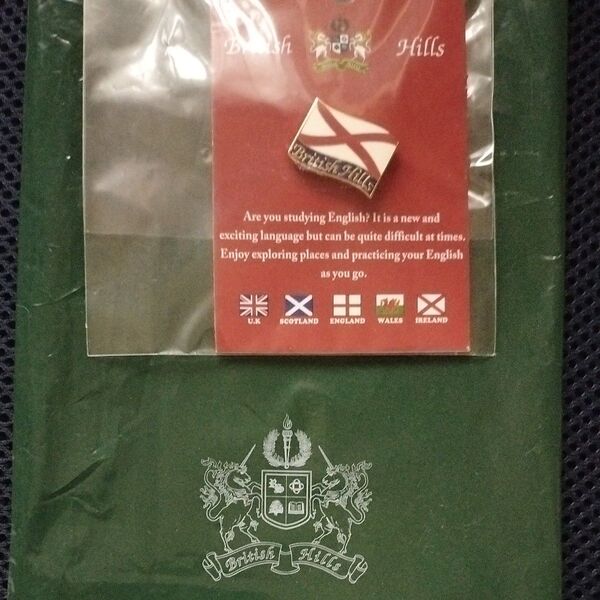 British Hills
British Hills
Are you studying English? It is a new and
exciting language but can be quite difficult at times.
Enjoy exploring places and practicing your English
as you go.
U.K SCOTLAND ENGLAND WALES IRELAND
British Hills